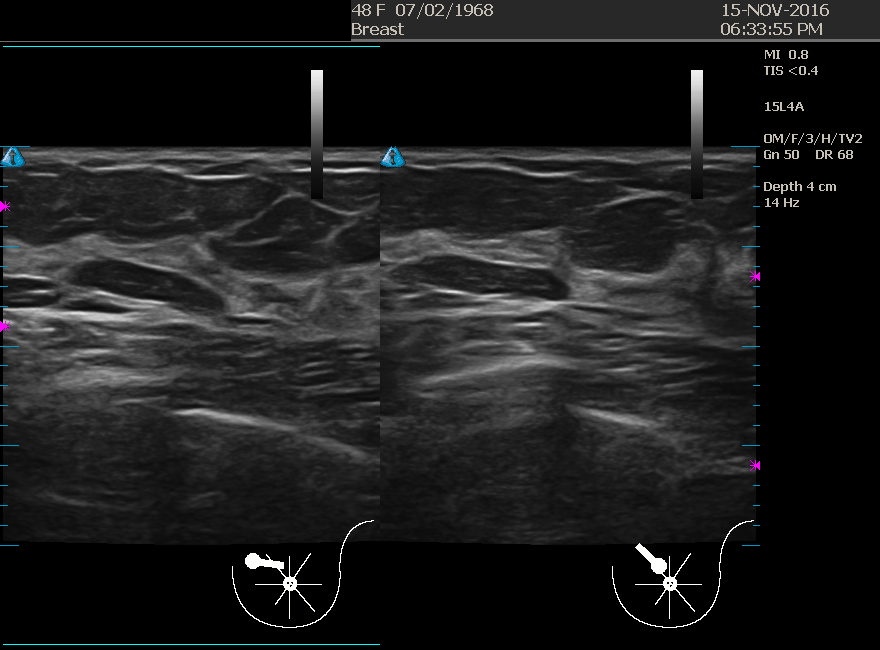 48 F 07/02/1968 15-NOV-2016
Breast 06:33:55 PM
MI 0.8
TIS <0.4
15L4A
OM/F/3/H/TV2
Gn 50 DR 68
Depth 4 cm
14 Hz